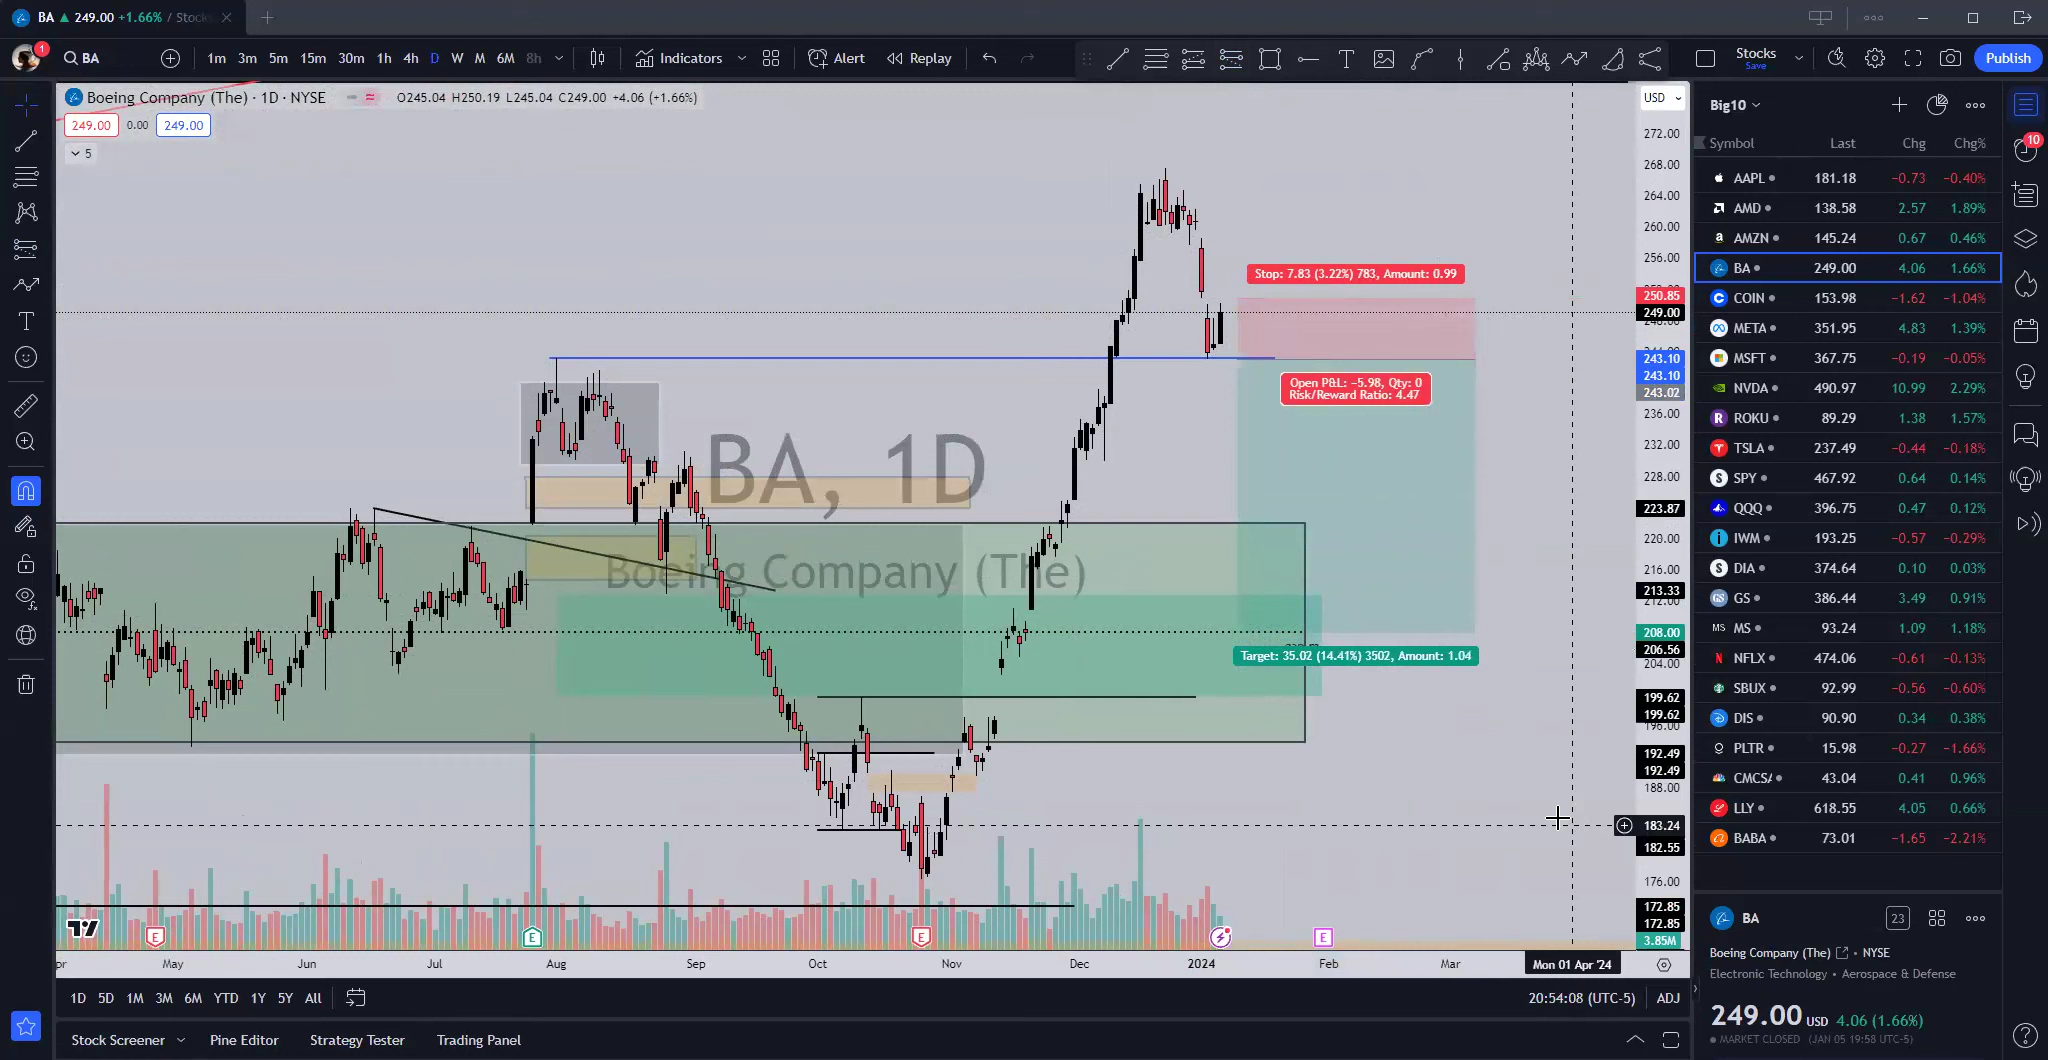 BA ▲ 249.00 +1.66% / Stocks
1
BA
1m 3m 5m 15m 30m 1h 4h D W M 6M 8h
Indicators
Alert
Replay
Stocks
Save
Publish
Boeing Company (The) · 1D · NYSE
O245.04 H250.19 L245.04 C249.00 +4.06 (+1.66%)
249.00 0.00 249.00
5
USD
272.00
268.00
264.00
260.00
256.00
250.85
249.00
243.10
243.10
243.02
236.00
232.00
228.00
223.87
220.00
216.00
213.33
212.00
208.00
206.56
204.00
199.62
199.62
196.00
192.49
192.49
188.00
183.24
182.55
176.00
172.85
172.85
3.85M
Stop: 7.83 (3.22%) 783, Amount: 0.99
Open P&L: −5.98, Qty: 0
Risk/Reward Ratio: 4.47
Target: 35.02 (14.41%) 3502, Amount: 1.04
BA, 1D
Boeing Company (The)
E E E E
May Jun Jul Aug Sep Oct Nov Dec 2024 Feb Mar Mon 01 Apr '24
1D 5D 1M 3M 6M YTD 1Y 5Y All
20:54:08 (UTC-5) ADJ
Stock Screener Pine Editor Strategy Tester Trading Panel
Big10
Symbol Last Chg Chg%
AAPL 181.18 −0.73 −0.40%
AMD 138.58 2.57 1.89%
AMZN 145.24 0.67 0.46%
BA 249.00 4.06 1.66%
COIN 153.98 −1.62 −1.04%
META 351.95 4.83 1.39%
MSFT 367.75 −0.19 −0.05%
NVDA 490.97 10.99 2.29%
ROKU 89.29 1.38 1.57%
TSLA 237.49 −0.44 −0.18%
SPY 467.92 0.64 0.14%
QQQ 396.75 0.47 0.12%
IWM 193.25 −0.57 −0.29%
DIA 374.64 0.10 0.03%
GS 386.44 3.49 0.91%
MS MS 93.24 1.09 1.18%
NFLX 474.06 −0.61 −0.13%
SBUX 92.99 −0.56 −0.60%
DIS 90.90 0.34 0.38%
PLTR 15.98 −0.27 −1.66%
CMCSA 43.04 0.41 0.96%
LLY 618.55 4.05 0.66%
BABA 73.01 −1.65 −2.21%
10
BA
23
Boeing Company (The) • NYSE
Electronic Technology • Aerospace & Defense
249.00 USD 4.06 (1.66%)
MARKET CLOSED (JAN 05 19:58 UTC-5)